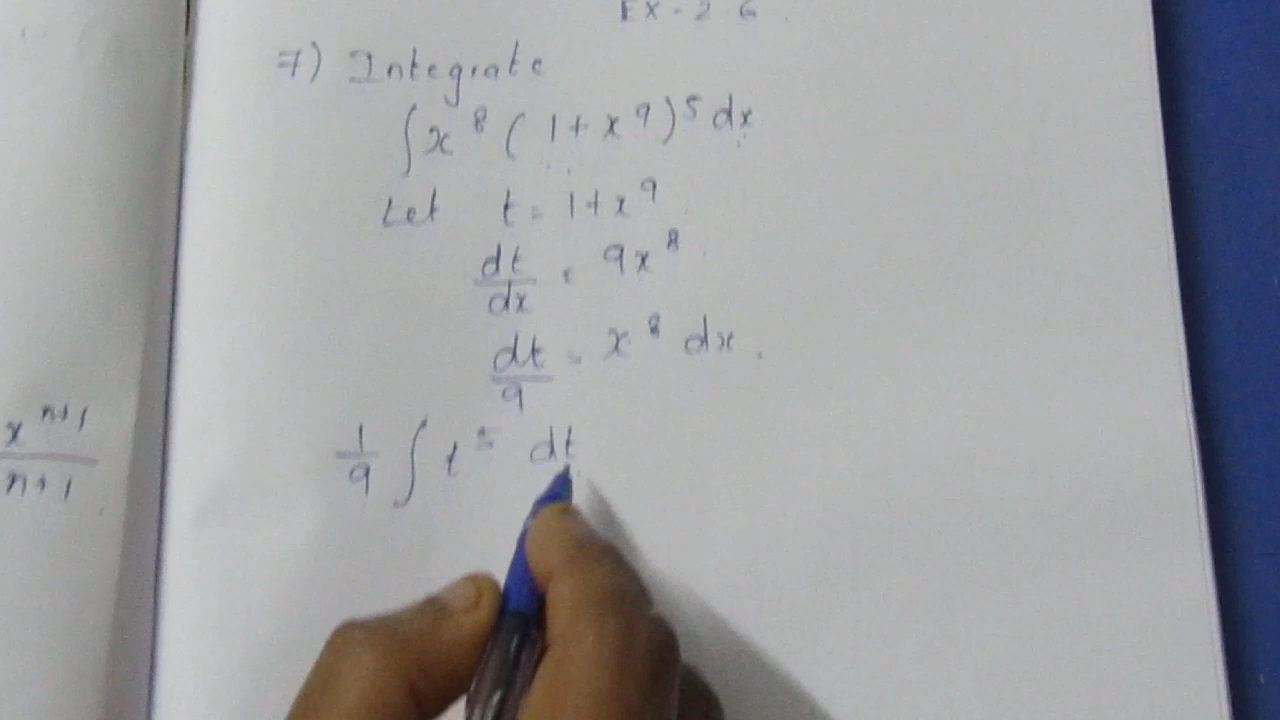 EX - 2 6
7) Integrate
∫ x⁸ (1 + x⁹)⁵ dx
Let t = 1 + x⁹
dt/dx = 9x⁸
dt/9 = x⁸ dx.
1/9 ∫ t⁵ dt
xⁿ⁺¹/n+1